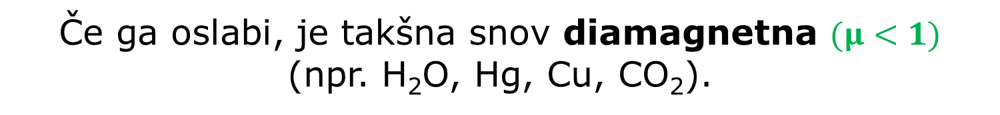 Če ga oslabi, je takšna snov diamagnetna (μ < 1)
(npr. H₂O, Hg, Cu, CO₂).